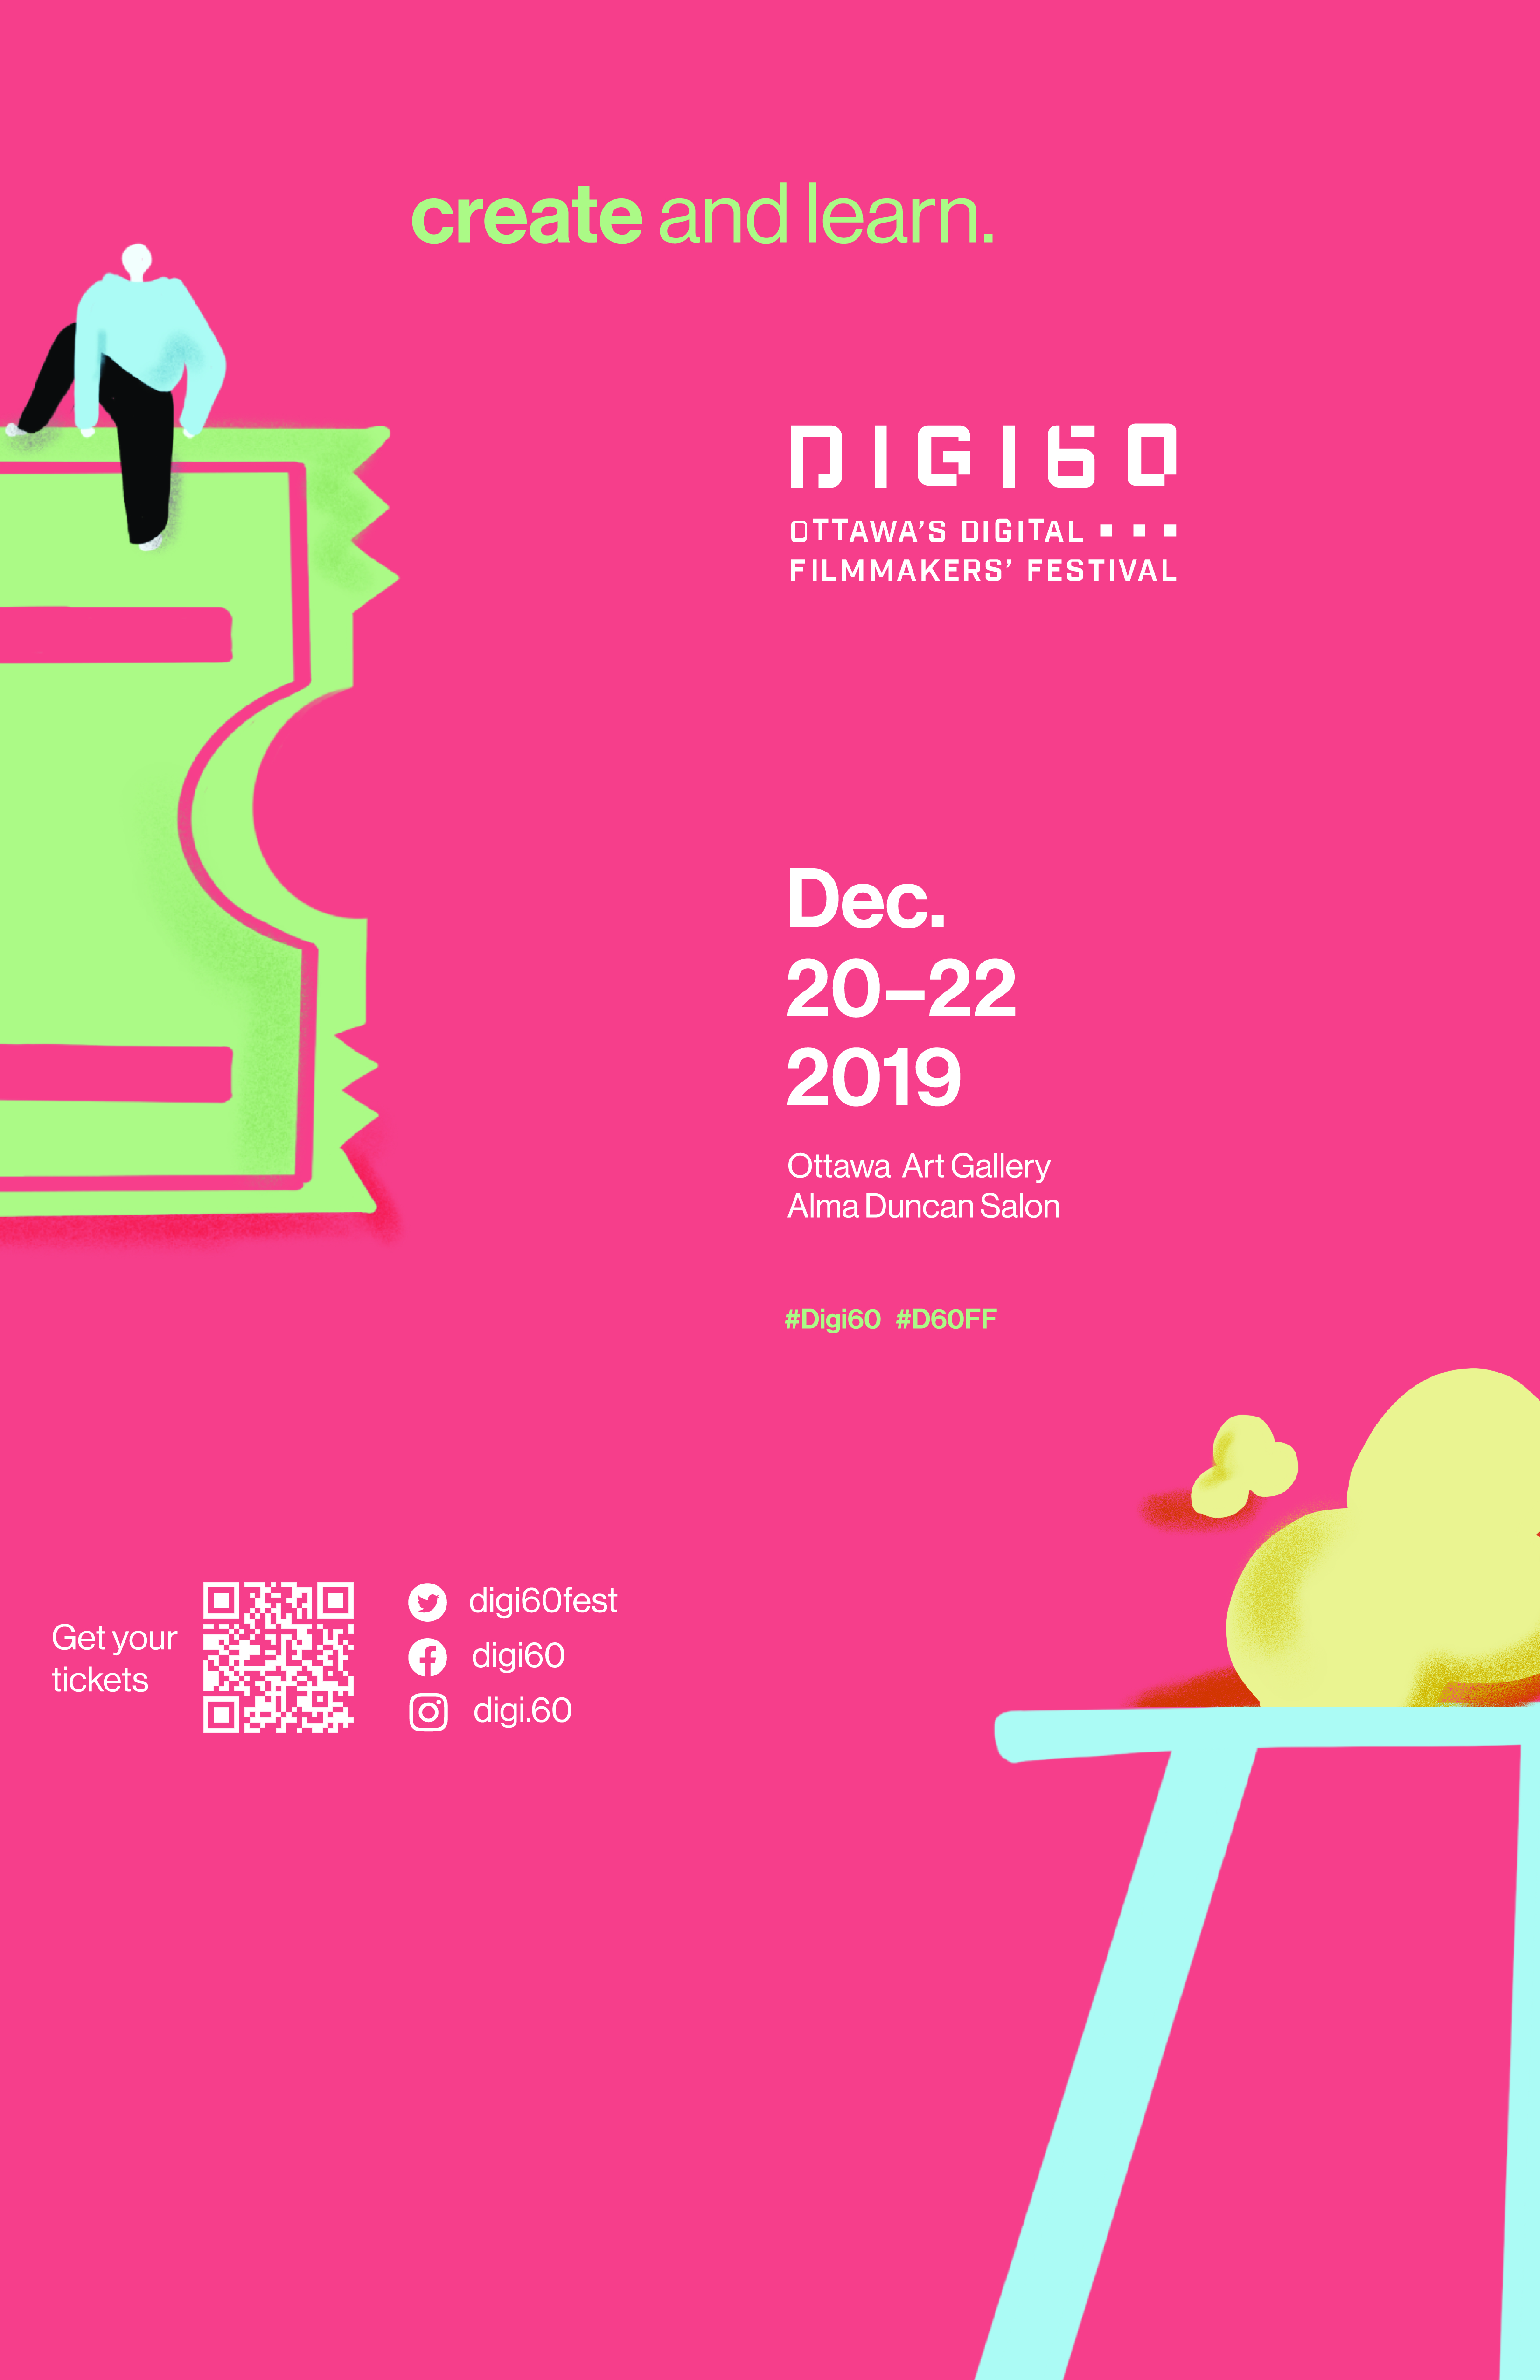 create and learn.
DIGI60
OTTAWA’S DIGITAL
FILMMAKERS’ FESTIVAL
Dec.
20–22
2019
Ottawa Art Gallery
Alma Duncan Salon
#Digi60 #D60FF
Get your
tickets
digi60fest
digi60
digi.60